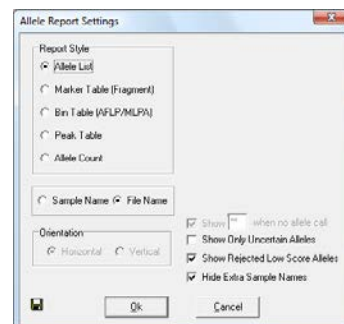 Allele Report Settings
Report Style
Allele List
Marker Table (Fragment)
Bin Table (AFLP/MLPA)
Peak Table
Allele Count
Sample Name File Name
Orientation
Horizontal Vertical
Show "" when no allele call
Show Only Uncertain Alleles
Show Rejected Low Score Alleles
Hide Extra Sample Names
Ok Cancel